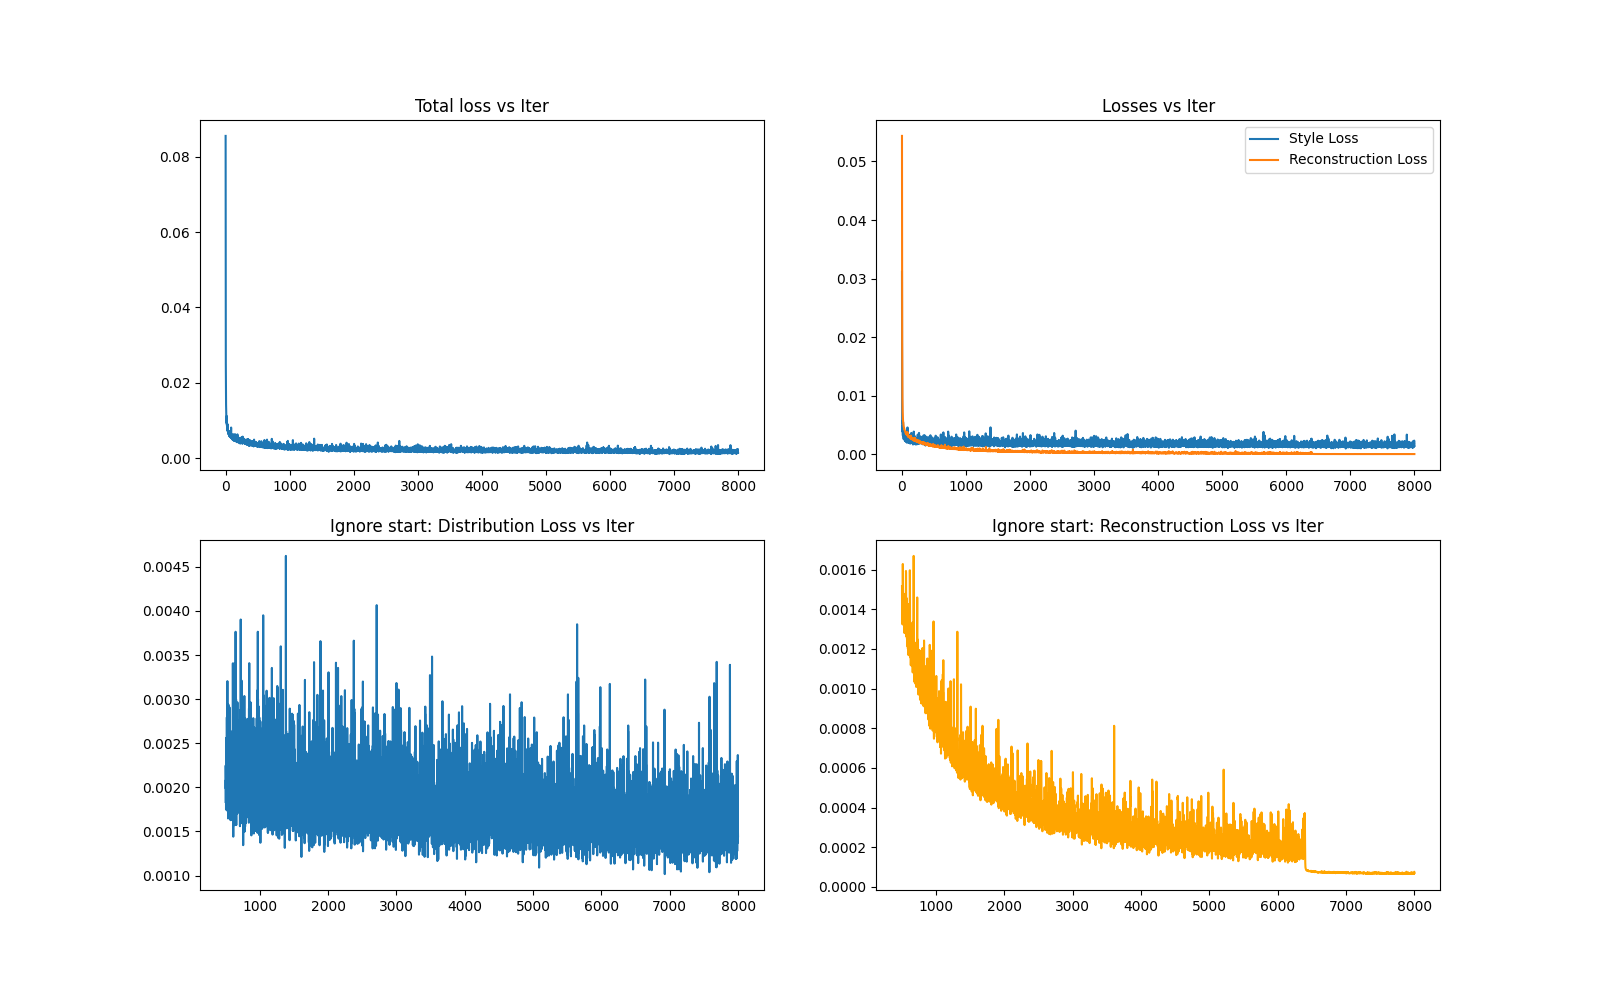 Total loss vs Iter
0.08
0.06
0.04
0.02
0.00
0 1000 2000 3000 4000 5000 6000 7000 8000
Losses vs Iter
Style Loss
Reconstruction Loss
0.05
0.04
0.03
0.02
0.01
0.00
0 1000 2000 3000 4000 5000 6000 7000 8000
Ignore start: Distribution Loss vs Iter
0.0045
0.0040
0.0035
0.0030
0.0025
0.0020
0.0015
0.0010
1000 2000 3000 4000 5000 6000 7000 8000
Ignore start: Reconstruction Loss vs Iter
0.0016
0.0014
0.0012
0.0010
0.0008
0.0006
0.0004
0.0002
0.0000
1000 2000 3000 4000 5000 6000 7000 8000